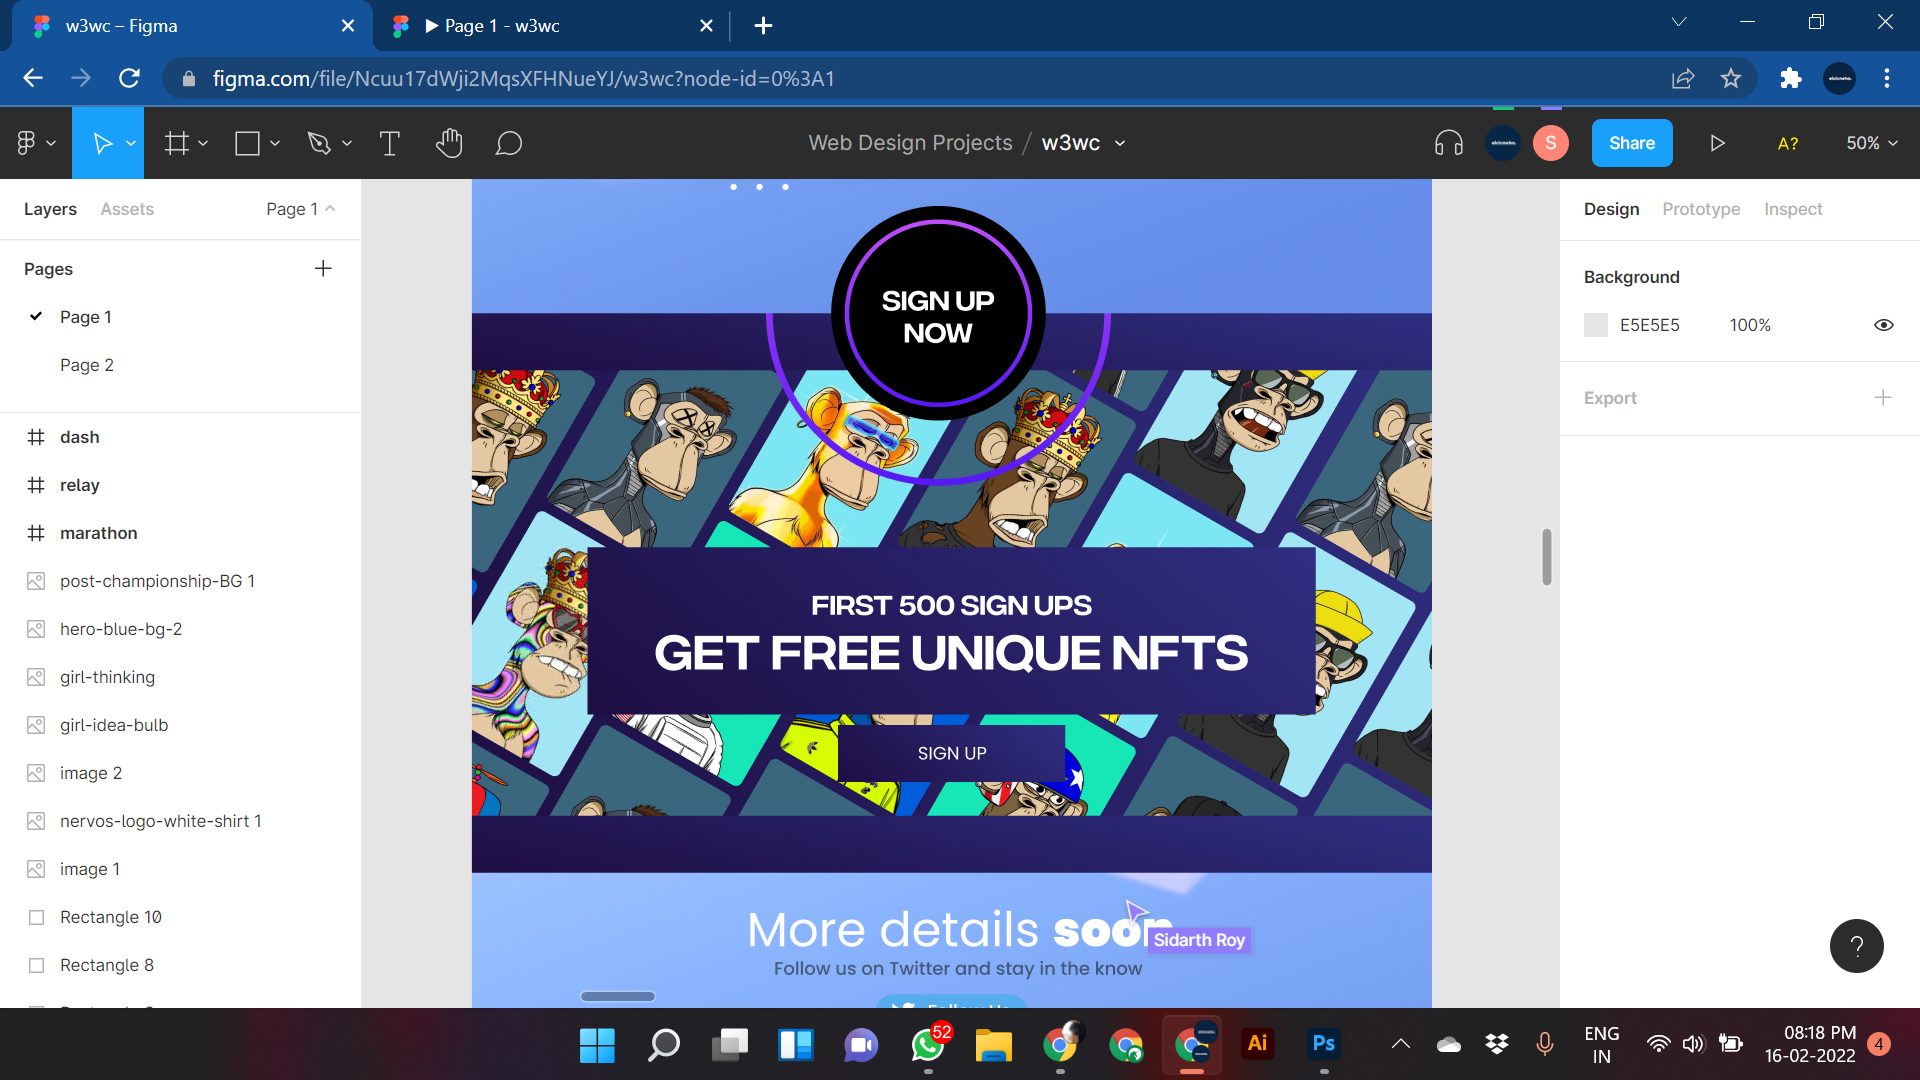 w3wc – Figma
Page 1 - w3wc
figma.com/file/Ncuu17dWji2MqsXFHNueYJ/w3wc?node-id=0%3A1
Web Design Projects / w3wc
S
Share
A?
50%
Layers
Assets
Page 1
Pages
Page 1
Page 2
dash
relay
marathon
post-championship-BG 1
hero-blue-bg-2
girl-thinking
girl-idea-bulb
image 2
nervos-logo-white-shirt 1
image 1
Rectangle 10
Rectangle 8
SIGN UP
NOW
FIRST 500 SIGN UPS
GET FREE UNIQUE NFTS
SIGN UP
More details soon
Sidarth Roy
Follow us on Twitter and stay in the know
Design
Prototype
Inspect
Background
E5E5E5
100%
Export
?
52
Ai
Ps
ENG
IN
08:18 PM
16-02-2022
4